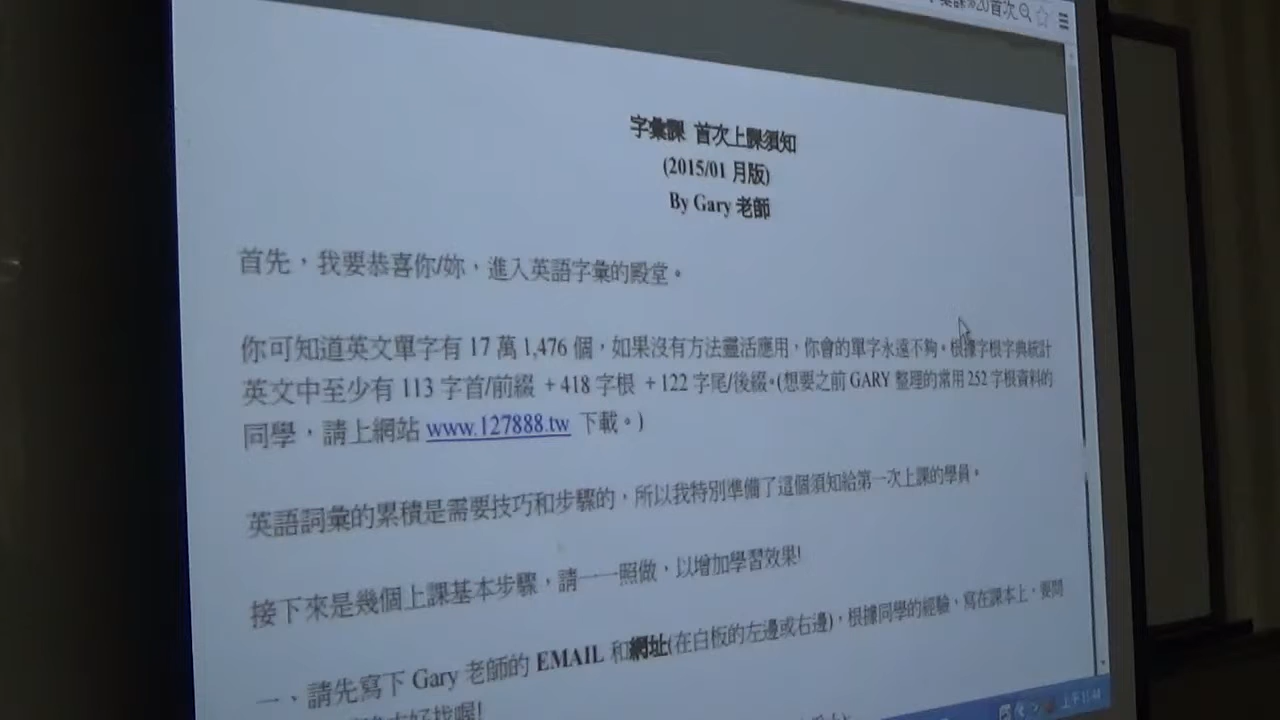 首次
字彙課 首次上課須知
(2015/01 月版)
By Gary 老師
首先，我要恭喜你/妳，進入英語字彙的殿堂。
你可知道英文單字有 17 萬 1,476 個，如果沒有方法靈活應用，你會的單字永遠不夠。根據字根字典統計
英文中至少有 113 字首/前綴 + 418 字根 + 122 字尾/後綴。(想要之前 GARY 整理的常用 252 字根資料的
同學，請上網站 www.127888.tw 下載。)
英語詞彙的累積是需要技巧和步驟的，所以我特別準備了這個須知給第一次上課的學員。
接下來是幾個上課基本步驟，請一一照做，以增加學習效果!
一、請先寫下 Gary 老師的 EMAIL 和網址(在白板的左邊或右邊)，根據同學的經驗，寫在課本上，要問
上午 11:44